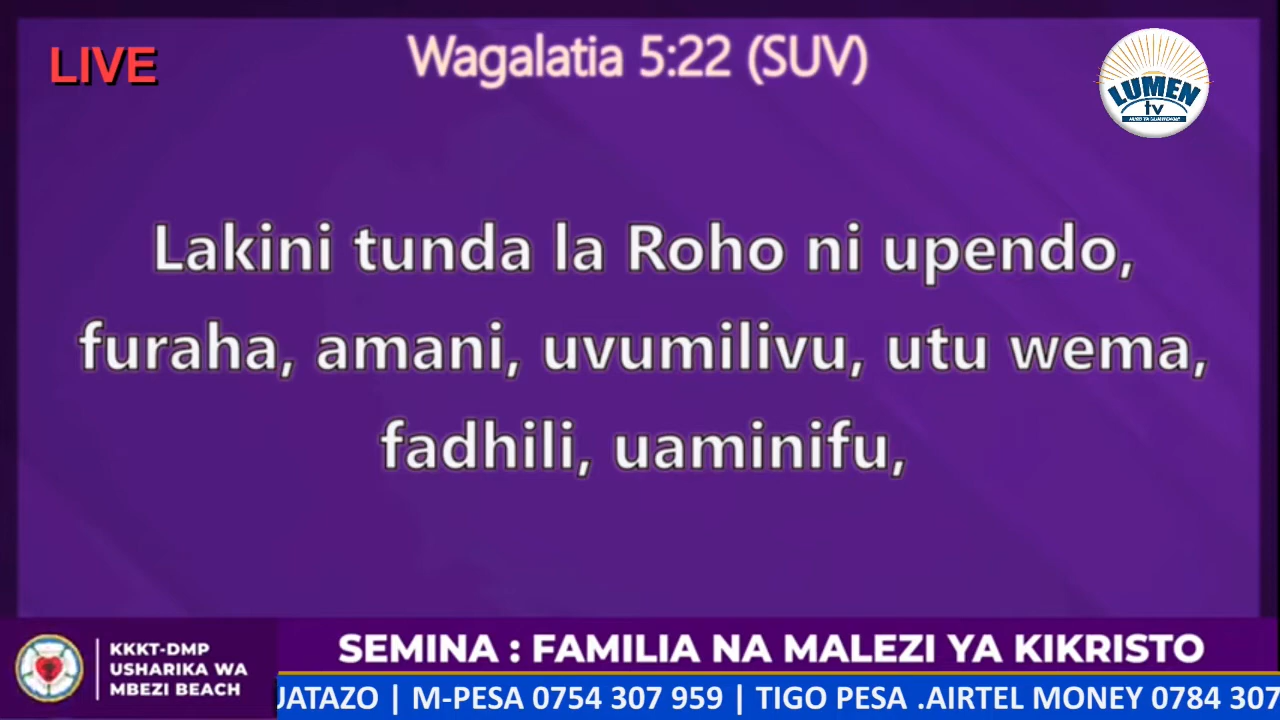 LIVE
Wagalatia 5:22 (SUV)
LUMEN
tv
Lakini tunda la Roho ni upendo,
furaha, amani, uvumilivu, utu wema,
fadhili, uaminifu,
KKKT-DMP
USHARIKA WA
MBEZI BEACH
SEMINA : FAMILIA NA MALEZI YA KIKRISTO
JATAZO | M-PESA 0754 307 959 | TIGO PESA .AIRTEL MONEY 0784 307